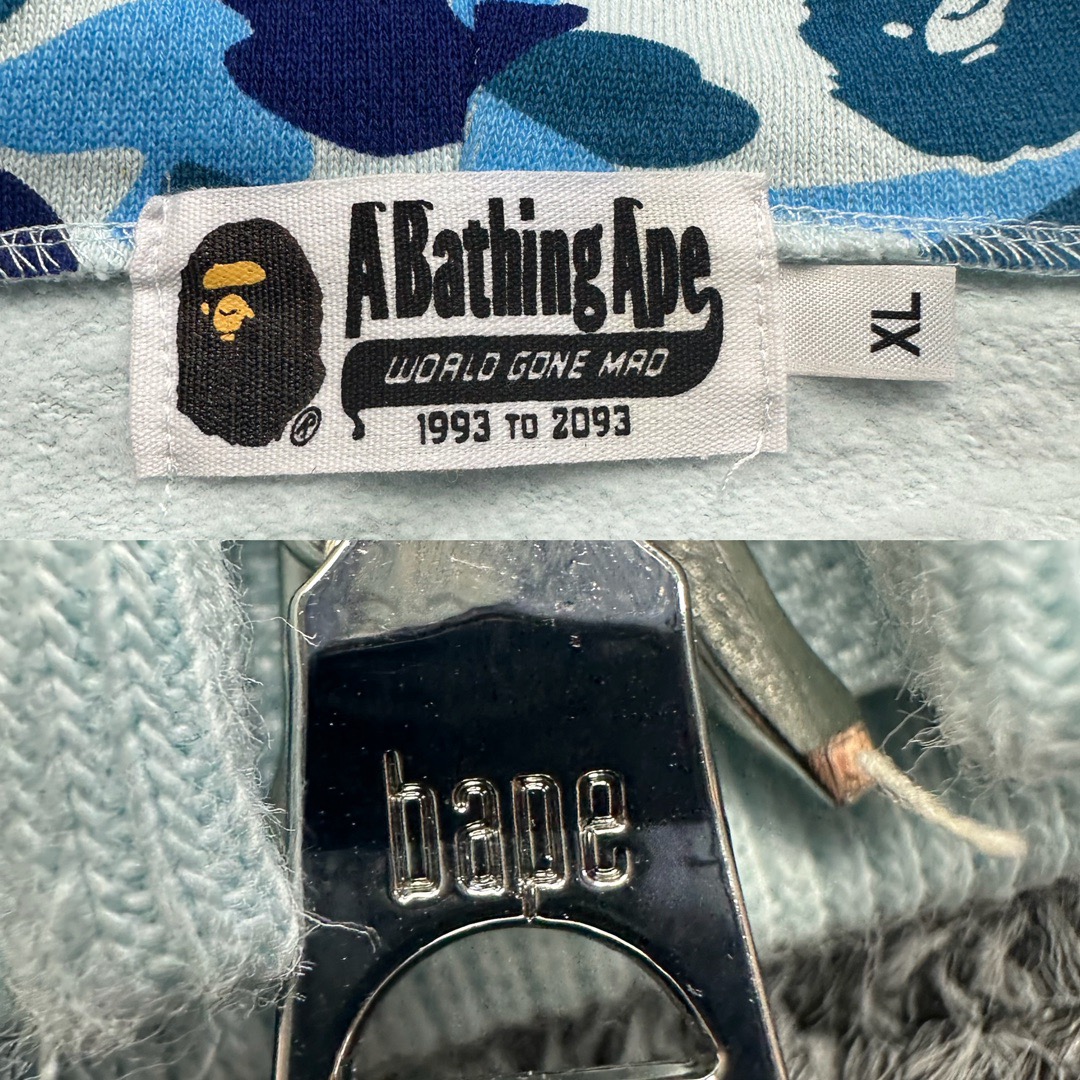 A Bathing Ape
WORLD GONE MAD
1993 TO 2093
®
XL
bape